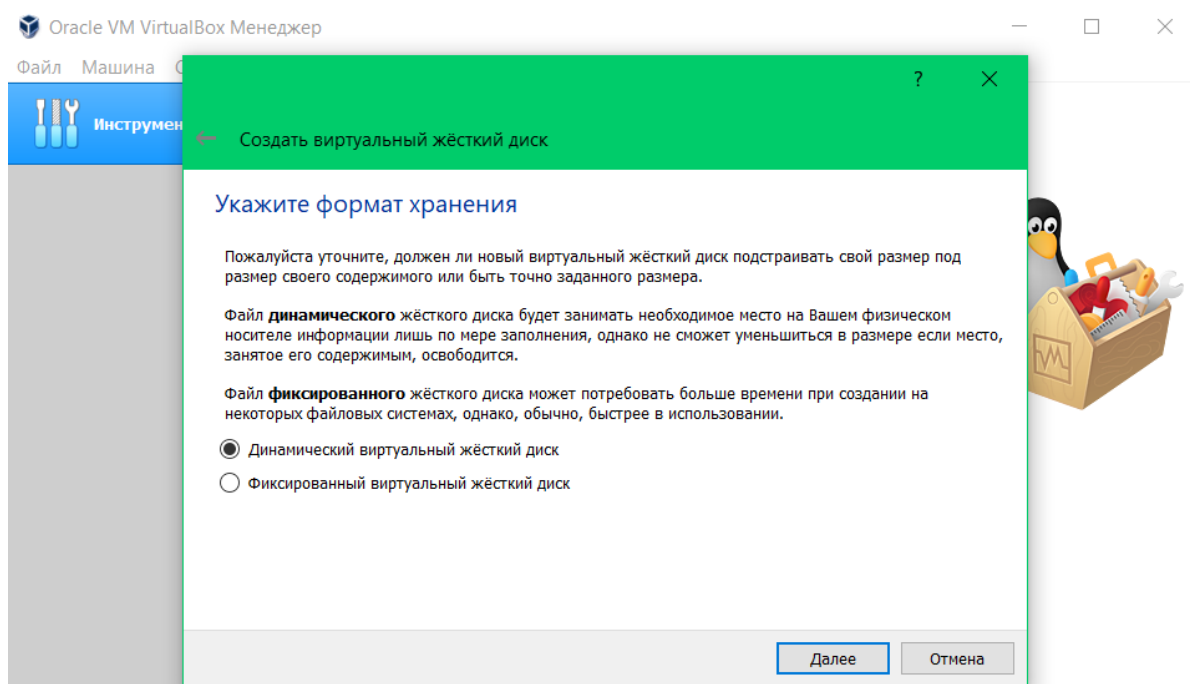 Oracle VM VirtualBox Менеджер
Файл Машина
Инструмен
?
Создать виртуальный жёсткий диск
Укажите формат хранения
Пожалуйста уточните, должен ли новый виртуальный жёсткий диск подстраивать свой размер под
размер своего содержимого или быть точно заданного размера.
Файл динамического жёсткого диска будет занимать необходимое место на Вашем физическом
носителе информации лишь по мере заполнения, однако не сможет уменьшиться в размере если место,
занятое его содержимым, освободится.
Файл фиксированного жёсткого диска может потребовать больше времени при создании на
некоторых файловых системах, однако, обычно, быстрее в использовании.
Динамический виртуальный жёсткий диск
Фиксированный виртуальный жёсткий диск
Далее Отмена